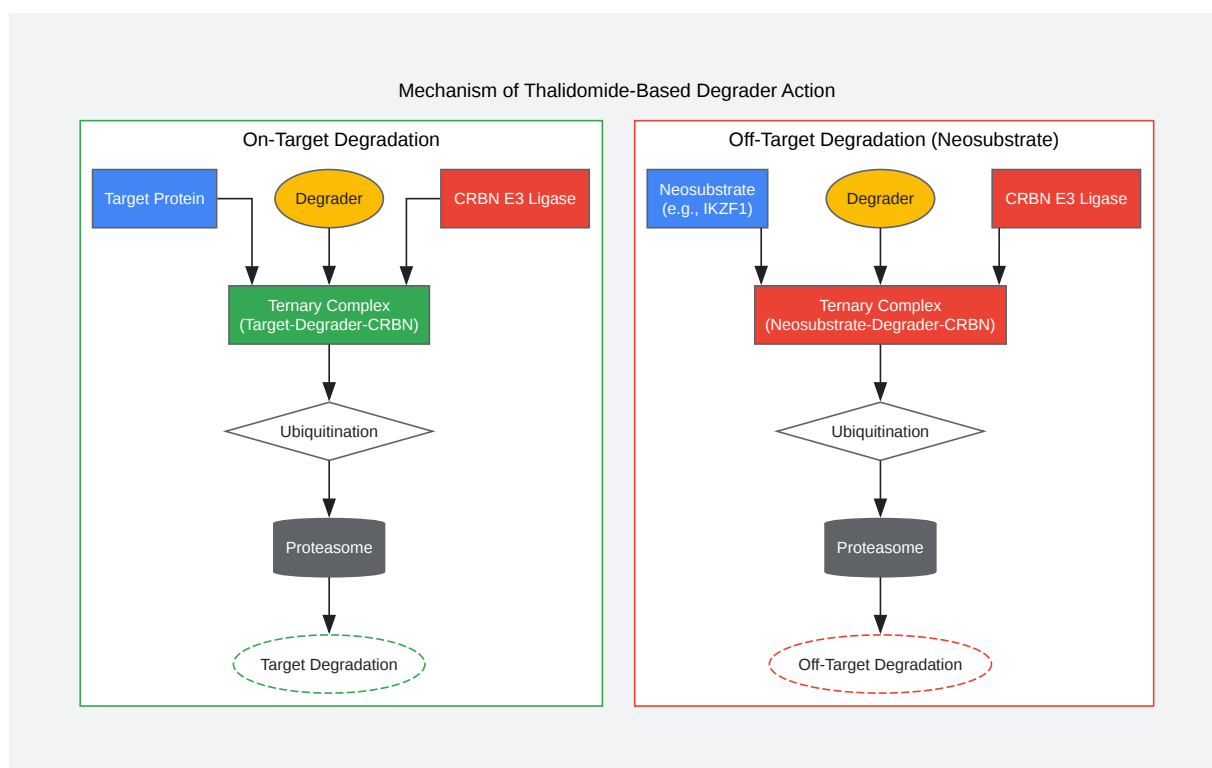 Mechanism of Thalidomide-Based Degrader Action
On-Target Degradation
Target Protein
Degrader
CRBN E3 Ligase
Ternary Complex
(Target-Degrader-CRBN)
Ubiquitination
Proteasome
Target Degradation
Off-Target Degradation (Neosubstrate)
Neosubstrate
(e.g., IKZF1)
Degrader
CRBN E3 Ligase
Ternary Complex
(Neosubstrate-Degrader-CRBN)
Ubiquitination
Proteasome
Off-Target Degradation